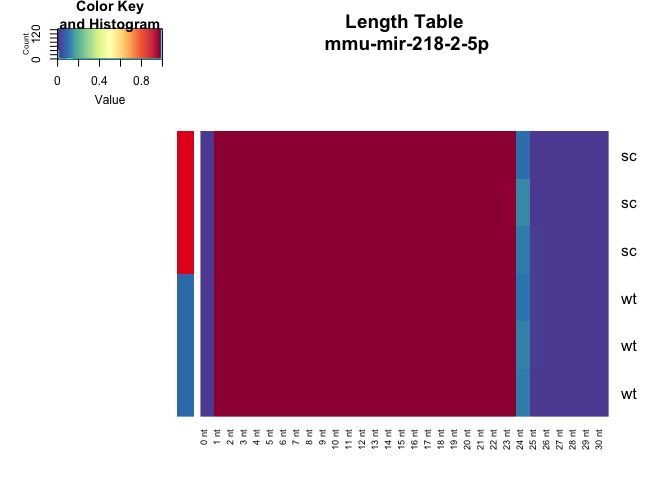 Color Key
and Histogram
Count
0 120
0 0.4 0.8
Value
Length Table
mmu-mir-218-2-5p
sc
sc
sc
wt
wt
wt
0 nt 1 nt 2 nt 3 nt 4 nt 5 nt 6 nt 7 nt 8 nt 9 nt 10 nt 11 nt 12 nt 13 nt 14 nt 15 nt 16 nt 17 nt 18 nt 19 nt 20 nt 21 nt 22 nt 23 nt 24 nt 25 nt 26 nt 27 nt 28 nt 29 nt 30 nt